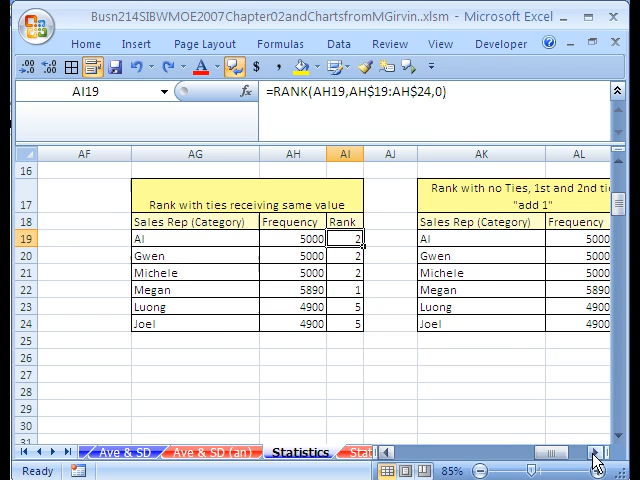 Busn214SIBWMOE2007Chapter02andChartsfromMGirvin..xlsm - Microsoft Excel
Home Insert Page Layout Formulas Data Review View Developer
AI19 fx =RANK(AH19,AH$19:AH$24,0)
AF AG AH AI AJ AK AL
16
17 Rank with ties receiving same value Rank with no Ties, 1st and 2nd tie
"add 1"
18 Sales Rep (Category) Frequency Rank Sales Rep (Category) Frequency
19 Al 5000 2 Al 5000
20 Gwen 5000 2 Gwen 5000
21 Michele 5000 2 Michele 5000
22 Megan 5890 1 Megan 5890
23 Luong 4900 5 Luong 4900
24 Joel 4900 5 Joel 4900
25
26
27
28
29
30
31
Ave & SD Ave & SD (an) Statistics Stati
Ready 85%